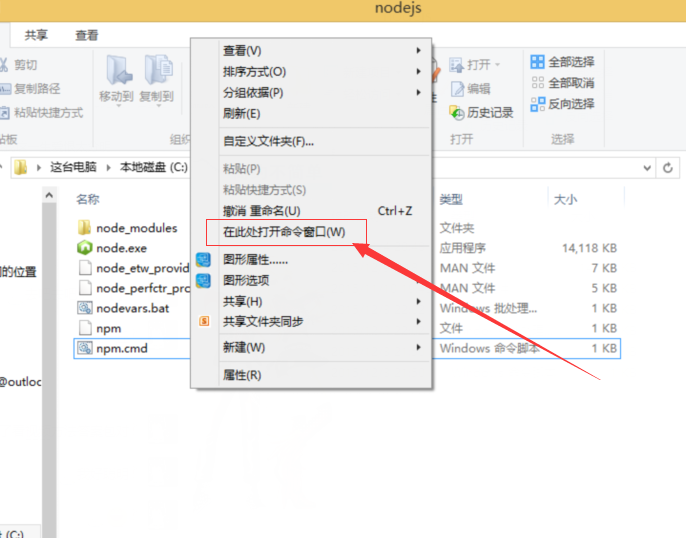 nodejs
共享 查看
剪切
复制路径
粘贴快捷方式
移动到 复制到
组织
打开
编辑
历史记录
打开
全部选择
全部取消
反向选择
选择
这台电脑 本地磁盘 (C:)
查看(V)
排序方式(O)
分组依据(P)
刷新(E)
自定义文件夹(F)...
粘贴(P)
粘贴快捷方式(S)
撤消 重命名(U) Ctrl+Z
在此处打开命令窗口(W)
图形属性......
图形选项
共享(H)
共享文件夹同步
新建(W)
属性(R)
名称 类型 大小
node_modules 文件夹
node.exe 应用程序 14,118 KB
node_etw_provid MAN 文件 7 KB
node_perfctr_pro MAN 文件 5 KB
nodevars.bat Windows 批处理... 1 KB
npm 文件 1 KB
npm.cmd Windows 命令脚本 1 KB
的位置
@outloc
(C:)